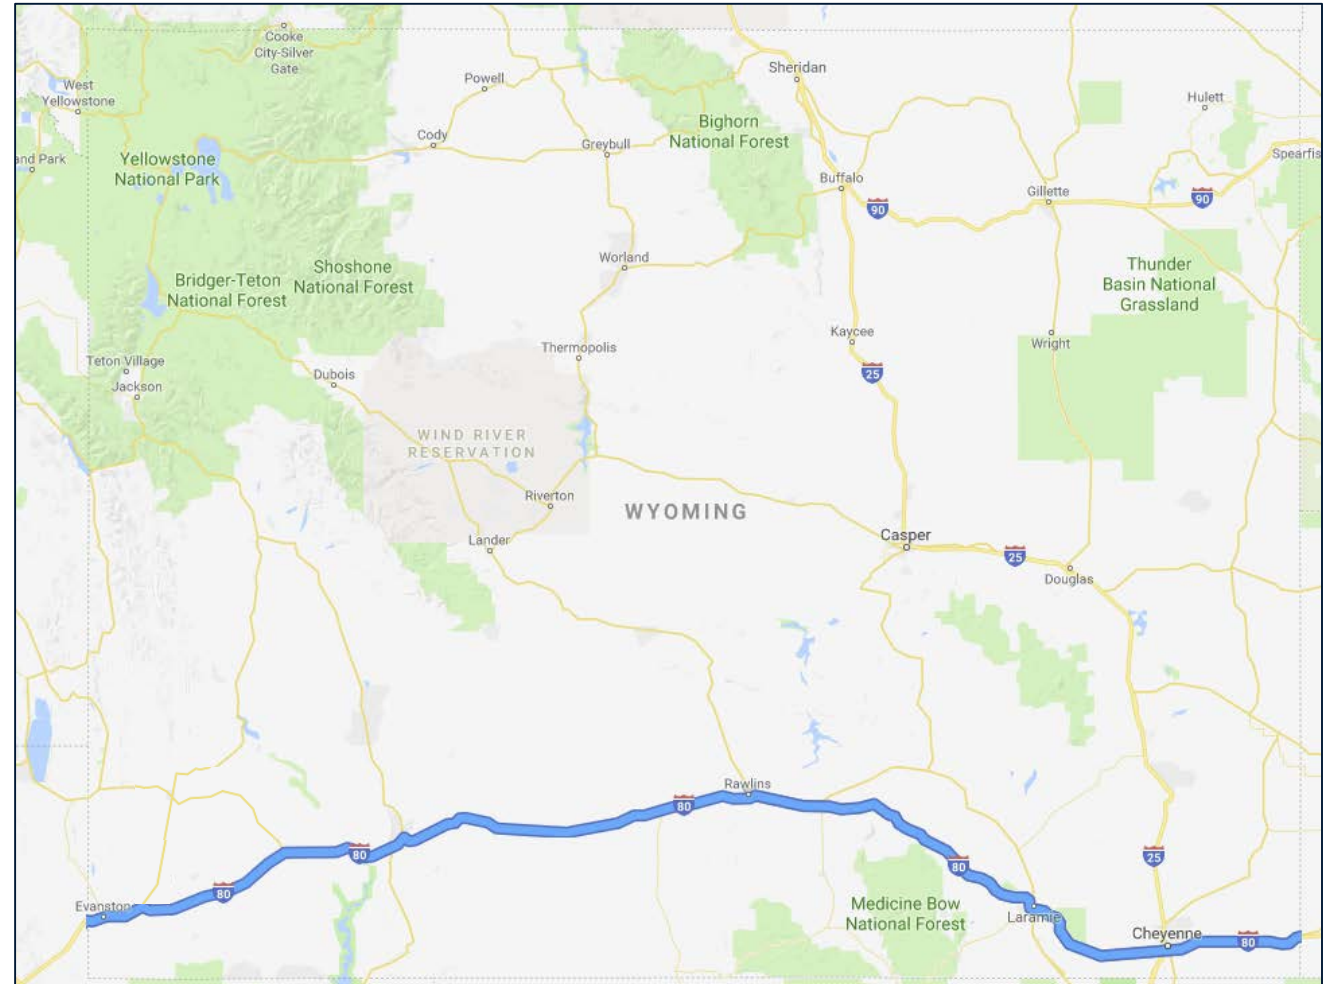 Cooke
City-Silver
Gate
West
Yellowstone
Powell
Sheridan
Hulett
Bighorn
National Forest
Cody
Greybull
and Park
Yellowstone
National Park
Spearfis
Buffalo
Gillette
90
90
Worland
Shoshone
National Forest
Bridger-Teton
National Forest
Thunder
Basin National
Grassland
Kaycee
Wright
Thermopolis
Teton Village
Jackson
Dubois
25
WIND RIVER
RESERVATION
Riverton
WYOMING
Lander
Casper
25
Douglas
Rawlins
80
80
80
80
25
Evanston
Medicine Bow
National Forest
Laramie
Cheyenne
80